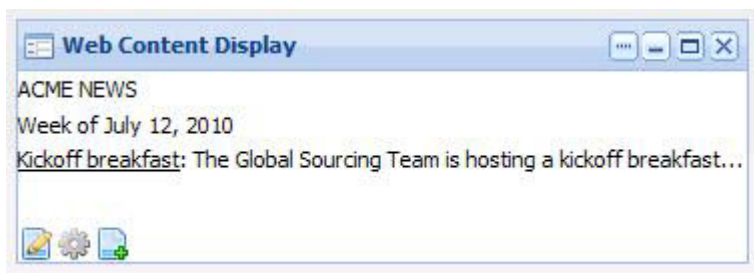 Web Content Display
ACME NEWS
Week of July 12, 2010
Kickoff breakfast: The Global Sourcing Team is hosting a kickoff breakfast...